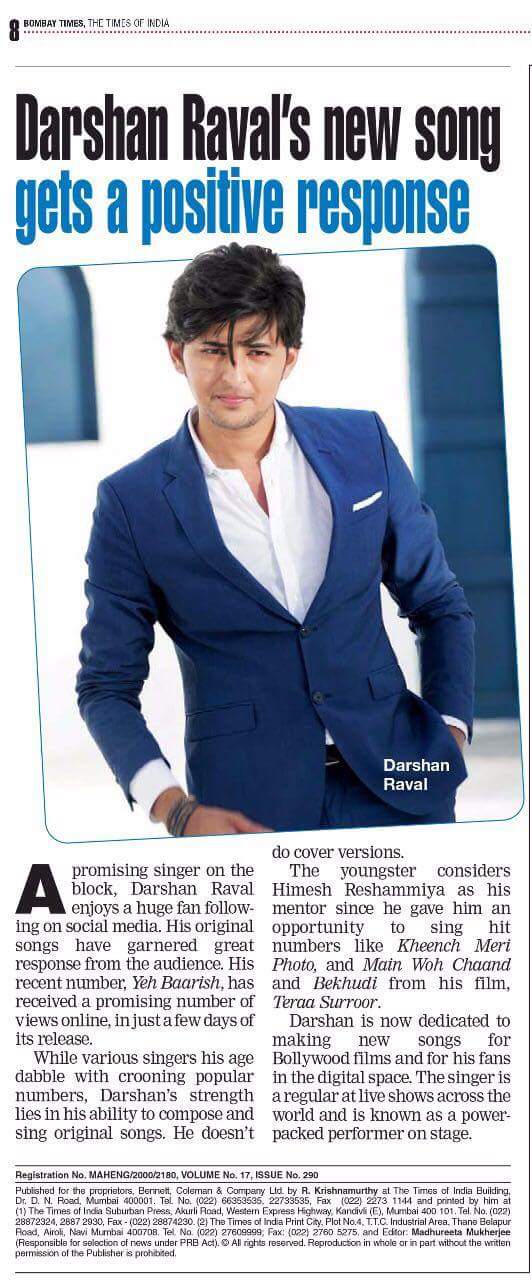 8 BOMBAY TIMES, THE TIMES OF INDIA
Darshan Raval's new song
gets a positive response
Darshan
Raval
A promising singer on the
block, Darshan Raval
enjoys a huge fan follow-
ing on social media. His original
songs have garnered great
response from the audience. His
recent number, Yeh Baarish, has
received a promising number of
views online, in just a few days of
its release.
While various singers his age
dabble with crooning popular
numbers, Darshan's strength
lies in his ability to compose and
sing original songs. He doesn't
do cover versions.
The youngster considers
Himesh Reshammiya as his
mentor since he gave him an
opportunity to sing hit
numbers like Kheench Meri
Photo, and Main Woh Chaand
and Bekhudi from his film,
Teraa Surroor.
Darshan is now dedicated to
making new songs for
Bollywood films and for his fans
in the digital space. The singer is
a regular at live shows across the
world and is known as a power-
packed performer on stage.
Registration No. MAHENG/2000/2180, VOLUME No. 17, ISSUE No. 290
Published for the proprietors, Bennett, Coleman & Company Ltd. by R. Krishnamurthy at The Times of India Building,
Dr. D. N. Road, Mumbai 400001. Tel. No. (022) 66353535, 22733535, Fax (022) 2273 1144 and printed by him at
(1) The Times of India Suburban Press, Akurli Road, Western Express Highway, Kandivli (E), Mumbai 400 101. Tel. No. (022)
28872324, 2887 2930, Fax - (022) 28874230. (2) The Times of India Print City, Plot No.4, T.T.C. Industrial Area, Thane Belapur
Road, Airoli, Navi Mumbai 400708. Tel. No. (022) 27609999; Fax: (022) 2760 5275. and Editor: Madhureeta Mukherjee
(Responsible for selection of news under PRB Act). © All rights reserved. Reproduction in whole or in part without the written
permission of the Publisher is prohibited.